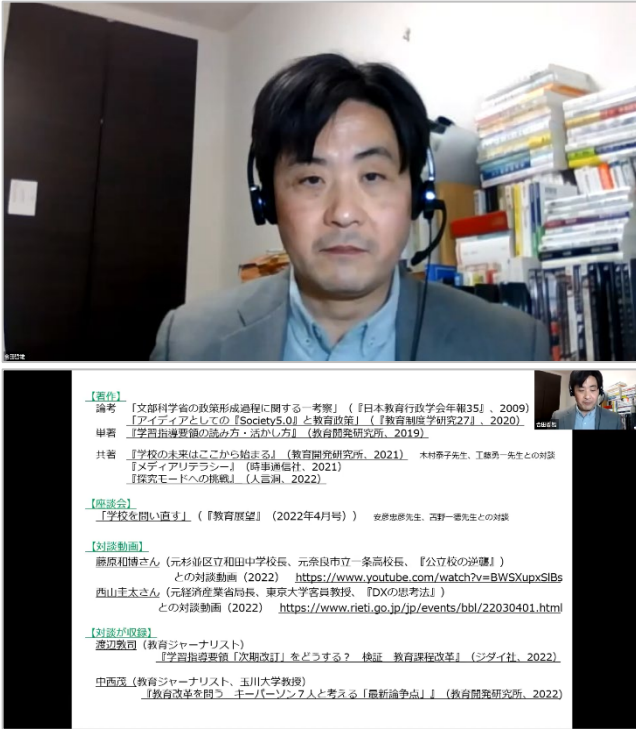 【著作】
論考 「文部科学省の政策形成過程に関する一考察」（『日本教育行政学会年報35』、2009）
「アイディアとしての『Society5.0』と教育政策」（『教育制度学研究27』、2020）
単著 『学習指導要領の読み方・活かし方』（教育開発研究所、2019）
共著 『学校の未来はここから始まる』（教育開発研究所、2021） 木村泰子先生、工藤勇一先生との対談
『メディアリテラシー』（時事通信社、2021）
『探究モードへの挑戦』（人言洞、2022）
【座談会】
「学校を問い直す」（『教育展望』（2022年4月号）） 安彦忠彦先生、苫野一徳先生との対談
【対談動画】
藤原和博さん（元杉並区立和田中学校長、元奈良市立一条高校長、『公立校の逆襲』）
との対談動画（2022） https://www.youtube.com/watch?v=BWSXupxSlBs
西山圭太さん（元経済産業省局長、東京大学客員教授、『DXの思考法』）
との対談動画（2022） https://www.rieti.go.jp/jp/events/bbl/22030401.html
【対談が収録】
渡辺敦司（教育ジャーナリスト）
『学習指導要領「次期改訂」をどうする？ 検証 教育課程改革』（ジダイ社、2022）
中西茂（教育ジャーナリスト、玉川大学教授）
『教育改革を問う キーパーソン７人と考える「最新論争点」』（教育開発研究所、2022）